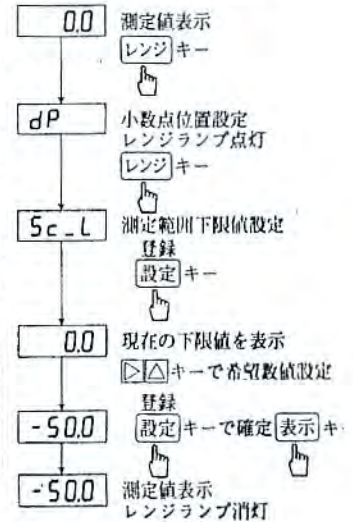 0.0 測定値表示
レンジ キー
dP 小数点位置設定
レンジランプ点灯
レンジ キー
Sc_L 測定範囲下限値設定
登録
設定 キー
0.0 現在の下限値を表示
▷ △ キーで希望数値設定
登録
-50.0 設定 キーで確定 表示 キ
-50.0 測定値表示
レンジランプ消灯